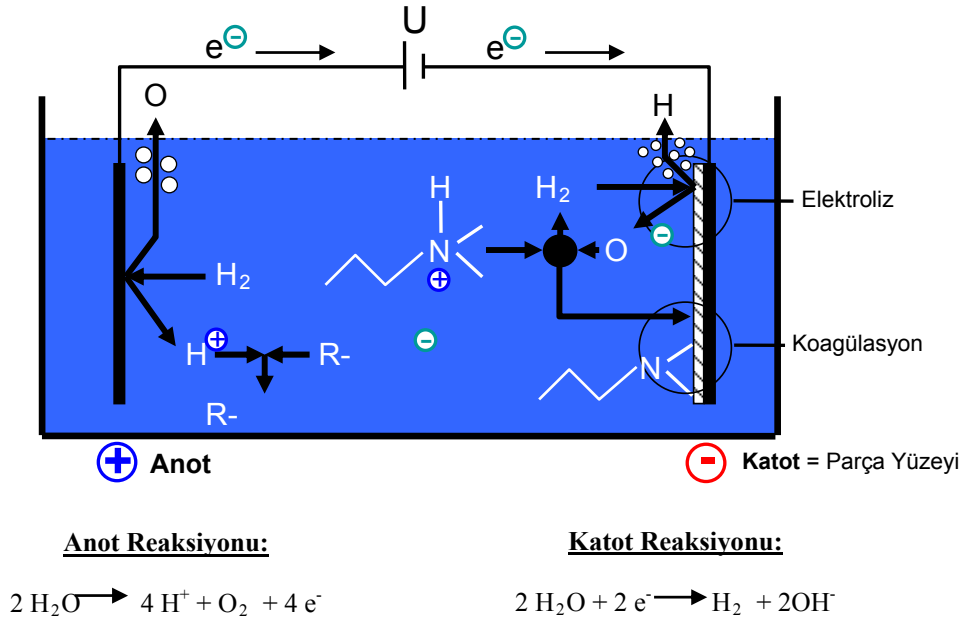 U
e⊖ e⊖
O H
H H2 Elektroliz
⊖
N O
H2 ⊕
⊕ ⊖
H R- N Koagülasyon
R-
+ Anot - Katot = Parça Yüzeyi
Anot Reaksiyonu: Katot Reaksiyonu:
2 H2O → 4 H+ + O2 + 4 e- 2 H2O + 2 e- → H2 + 2OH-